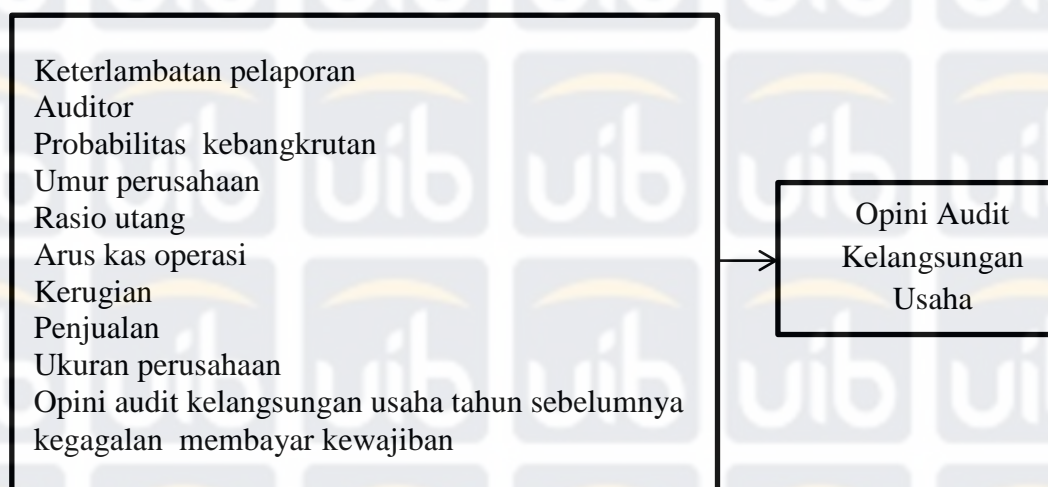 Keterlambatan pelaporan
Auditor
Probabilitas kebangkrutan
Umur perusahaan
Rasio utang
Arus kas operasi
Kerugian
Penjualan
Ukuran perusahaan
Opini audit kelangsungan usaha tahun sebelumnya
kegagalan membayar kewajiban
Opini Audit
Kelangsungan
Usaha